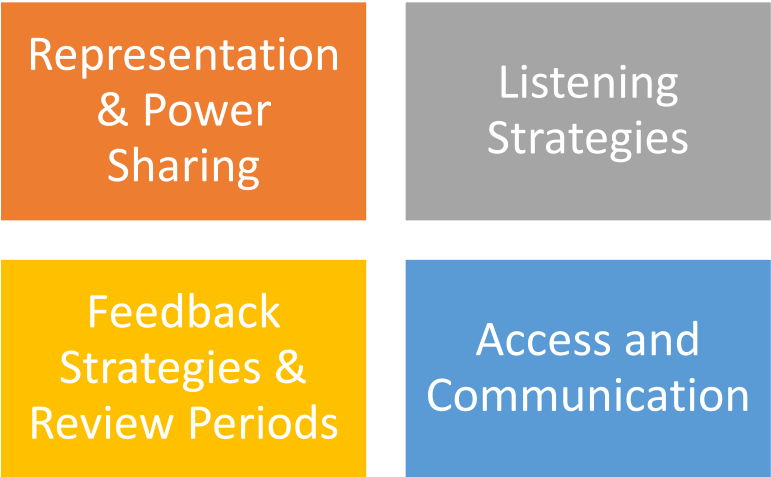 Representation
& Power
Sharing
Listening
Strategies
Feedback
Strategies &
Review Periods
Access and
Communication